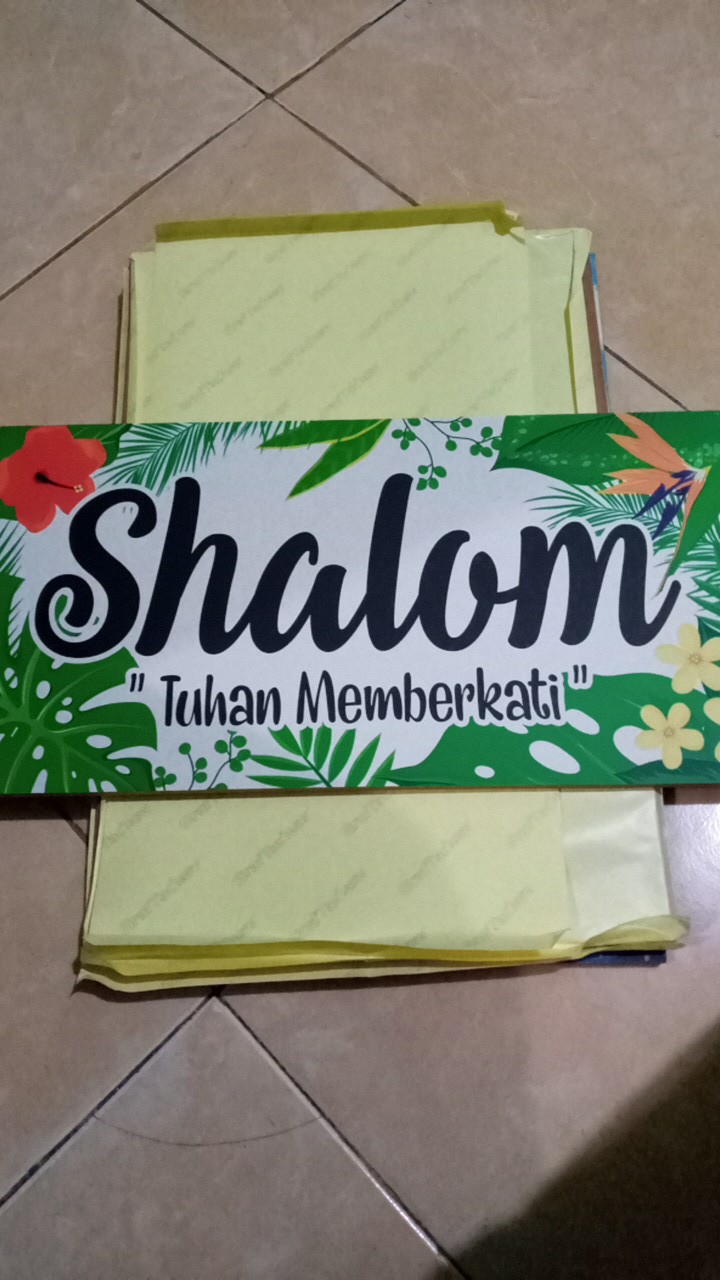 Shalom
" Tuhan Memberkati "